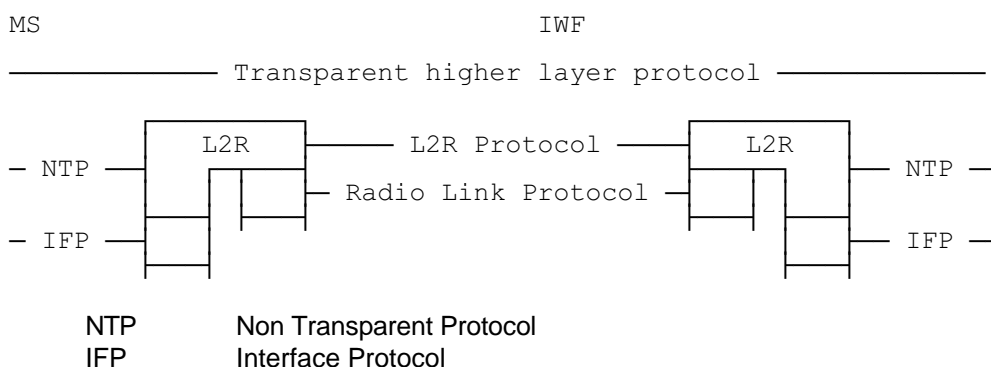 MS IWF
Transparent higher layer protocol
L2R L2R Protocol L2R
NTP NTP
Radio Link Protocol
IFP IFP
NTP Non Transparent Protocol
IFP Interface Protocol